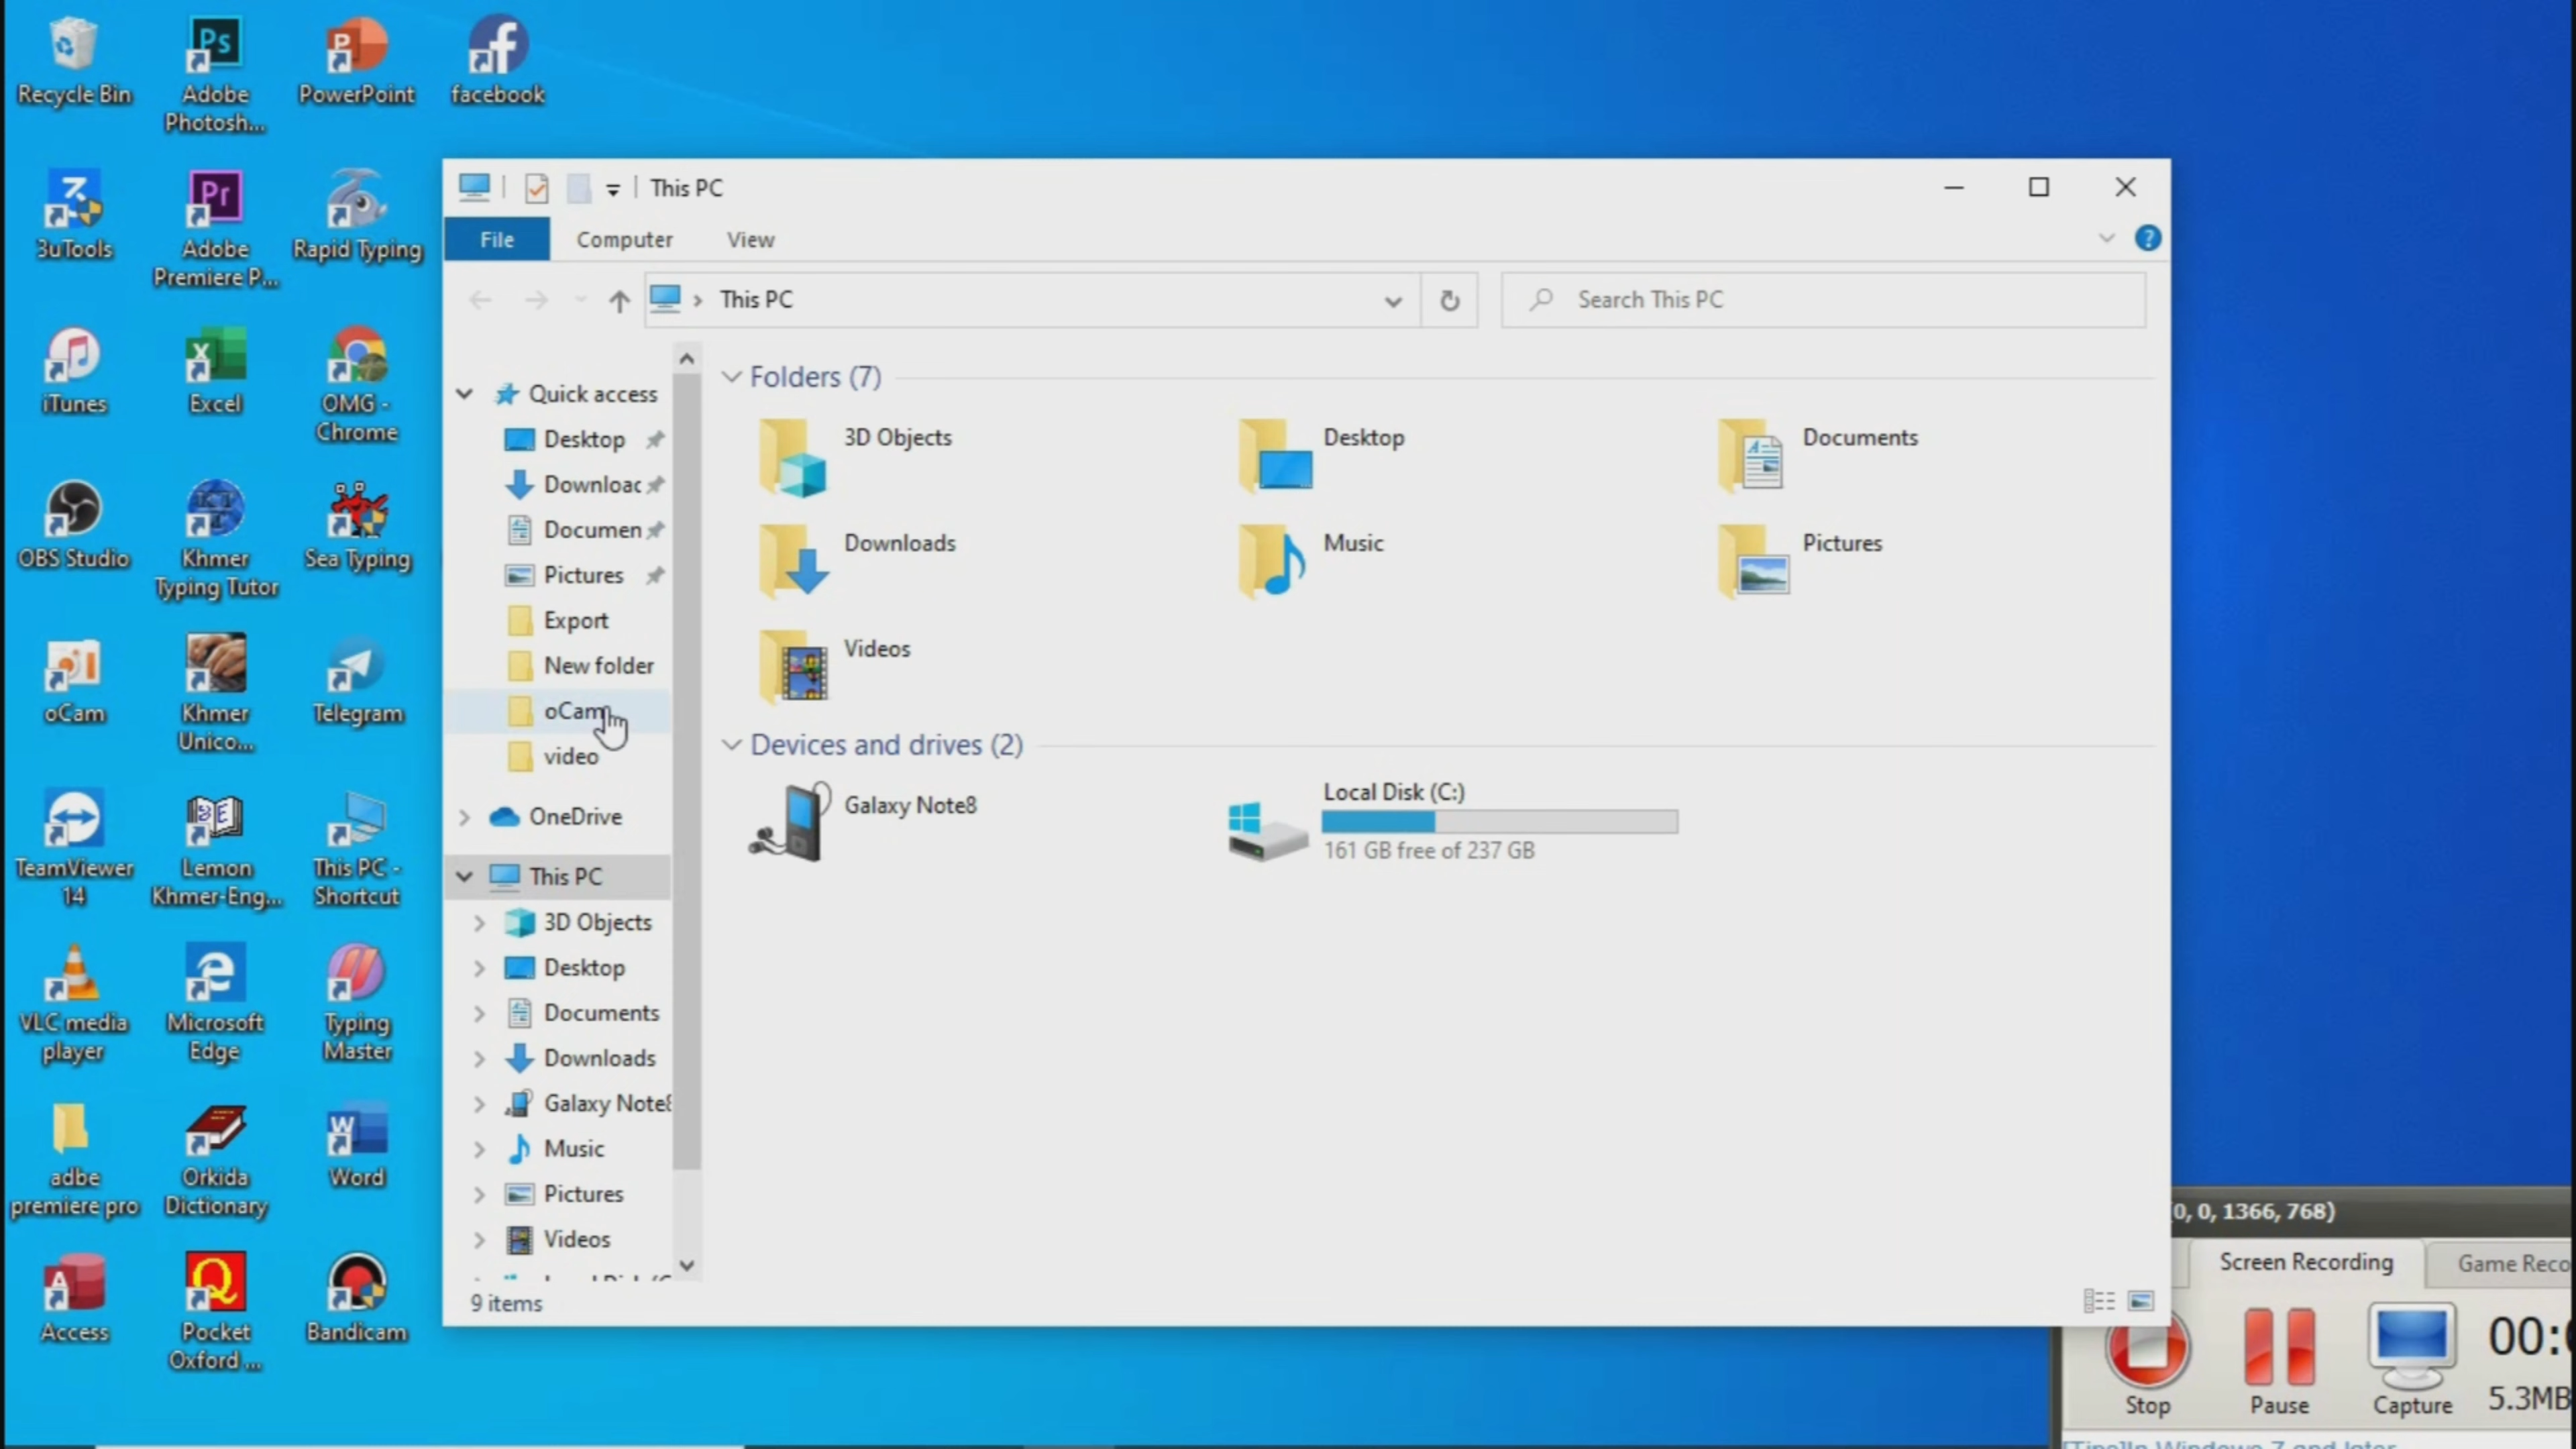 Recycle Bin
Adobe
Photosh...
PowerPoint
facebook
3uTools
Adobe
Premiere P...
Rapid Typing
iTunes
Excel
OMG -
Chrome
OBS Studio
Khmer
Typing Tutor
Sea Typing
oCam
Khmer
Unico...
Telegram
TeamViewer
14
Lemon
Khmer-Eng...
This PC -
Shortcut
VLC media
player
Microsoft
Edge
Typing
Master
adbe
premiere pro
Orkida
Dictionary
Word
Access
Pocket
Oxford ...
Bandicam
This PC
File Computer View
This PC
Search This PC
Quick access
Desktop
Downloac
Documen
Pictures
Export
New folder
oCam
video
OneDrive
This PC
3D Objects
Desktop
Documents
Downloads
Galaxy Note8
Music
Pictures
Videos
9 items
Folders (7)
3D Objects
Desktop
Documents
Downloads
Music
Pictures
Videos
Devices and drives (2)
Galaxy Note8
Local Disk (C:)
161 GB free of 237 GB
(0, 0, 1366, 768)
Screen Recording
Game Reco
Stop
Pause
Capture
00:
5.3MB